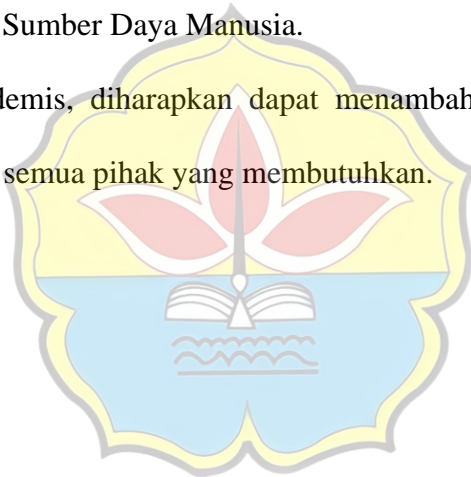 Sumber Daya Manusia.
demis, diharapkan dapat menambah
semua pihak yang membutuhkan.